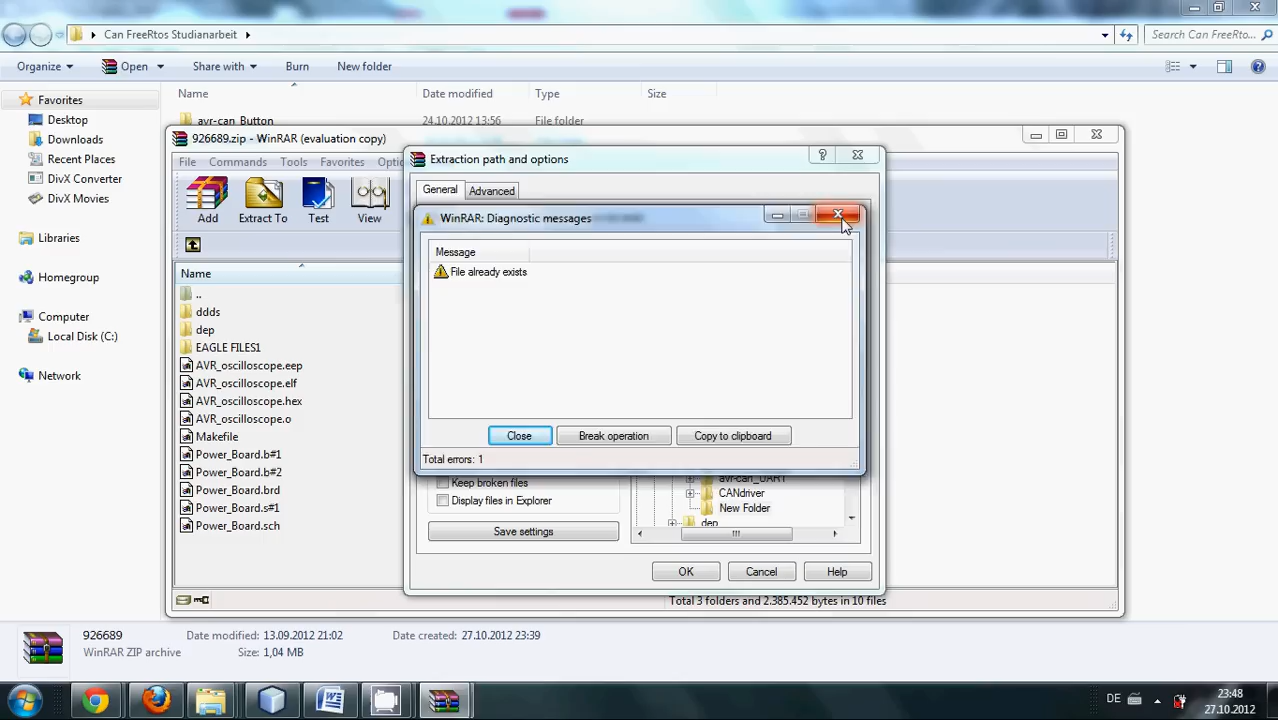 Can FreeRtos Studianarbeit
Search Can FreeRto...
Organize
Open
Share with
Burn
New folder
Name
Date modified
Type
Size
Favorites
Desktop
Downloads
Recent Places
DivX Converter
DivX Movies
Libraries
Homegroup
Computer
Local Disk (C:)
Network
avr-can_Button
24.10.2012 13:56
File folder
926689.zip - WinRAR (evaluation copy)
File Commands Tools Favorites Optio
Add
Extract To
Test
View
Name
..
ddds
dep
EAGLE FILES1
AVR_oscilloscope.eep
AVR_oscilloscope.elf
AVR_oscilloscope.hex
AVR_oscilloscope.o
Makefile
Power_Board.b#1
Power_Board.b#2
Power_Board.brd
Power_Board.s#1
Power_Board.sch
Extraction path and options
General
Advanced
WinRAR: Diagnostic messages
Message
File already exists
Close
Break operation
Copy to clipboard
Total errors: 1
Keep broken files
Display files in Explorer
Save settings
avr-can_UART
CANdriver
New Folder
dep
OK
Cancel
Help
Total 3 folders and 2.385.452 bytes in 10 files
926689
Date modified: 13.09.2012 21:02
Date created: 27.10.2012 23:39
WinRAR ZIP archive
Size: 1,04 MB
DE
23:48
27.10.2012